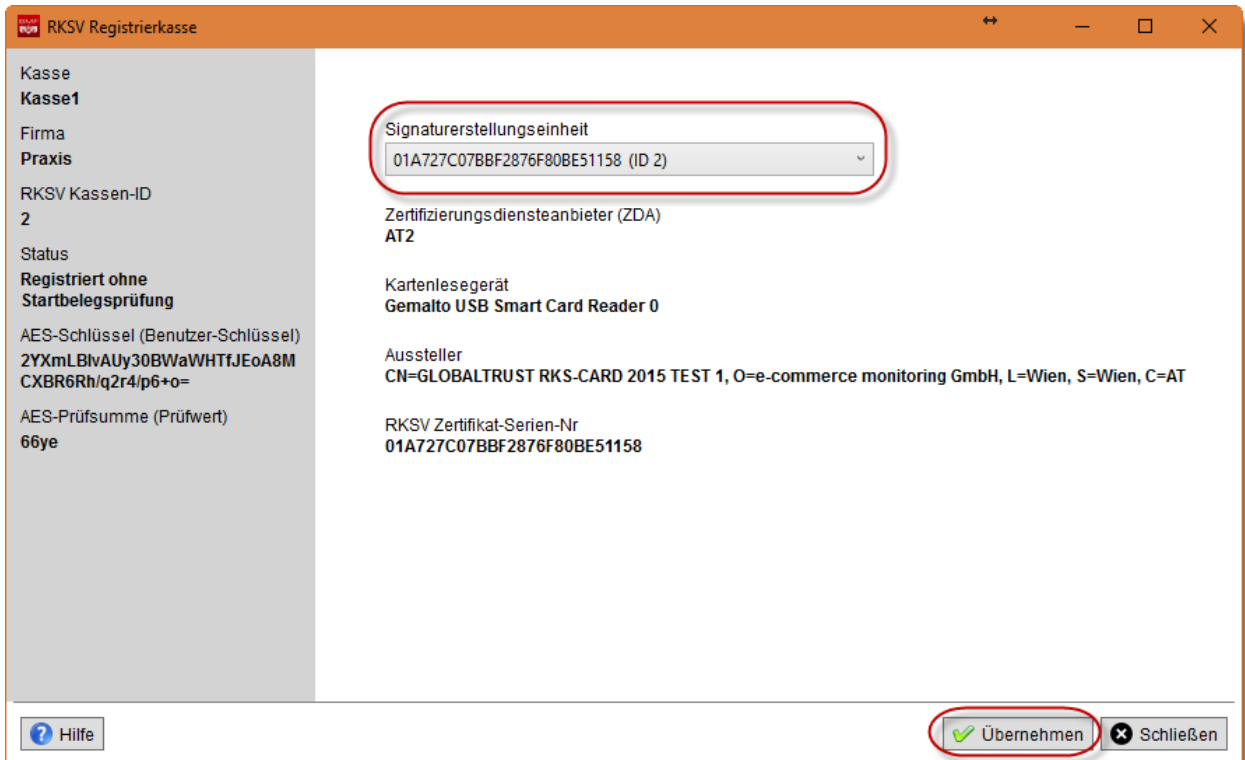 RKSV Registrierkasse
Kasse
Kasse1
Firma
Praxis
RKSV Kassen-ID
2
Status
Registriert ohne
Startbelegsprüfung
AES-Schlüssel (Benutzer-Schlüssel)
2YXmLBlvAUy30BWaWHTfJEoA8M
CXBR6Rh/q2r4/p6+o=
AES-Prüfsumme (Prüfwert)
66ye
Signaturerstellungseinheit
01A727C07BBF2876F80BE51158 (ID 2)
Zertifizierungsdiensteanbieter (ZDA)
AT2
Kartenlesegerät
Gemalto USB Smart Card Reader 0
Aussteller
CN=GLOBALTRUST RKS-CARD 2015 TEST 1, O=e-commerce monitoring GmbH, L=Wien, S=Wien, C=AT
RKSV Zertifikat-Serien-Nr
01A727C07BBF2876F80BE51158
Hilfe
Übernehmen
Schließen